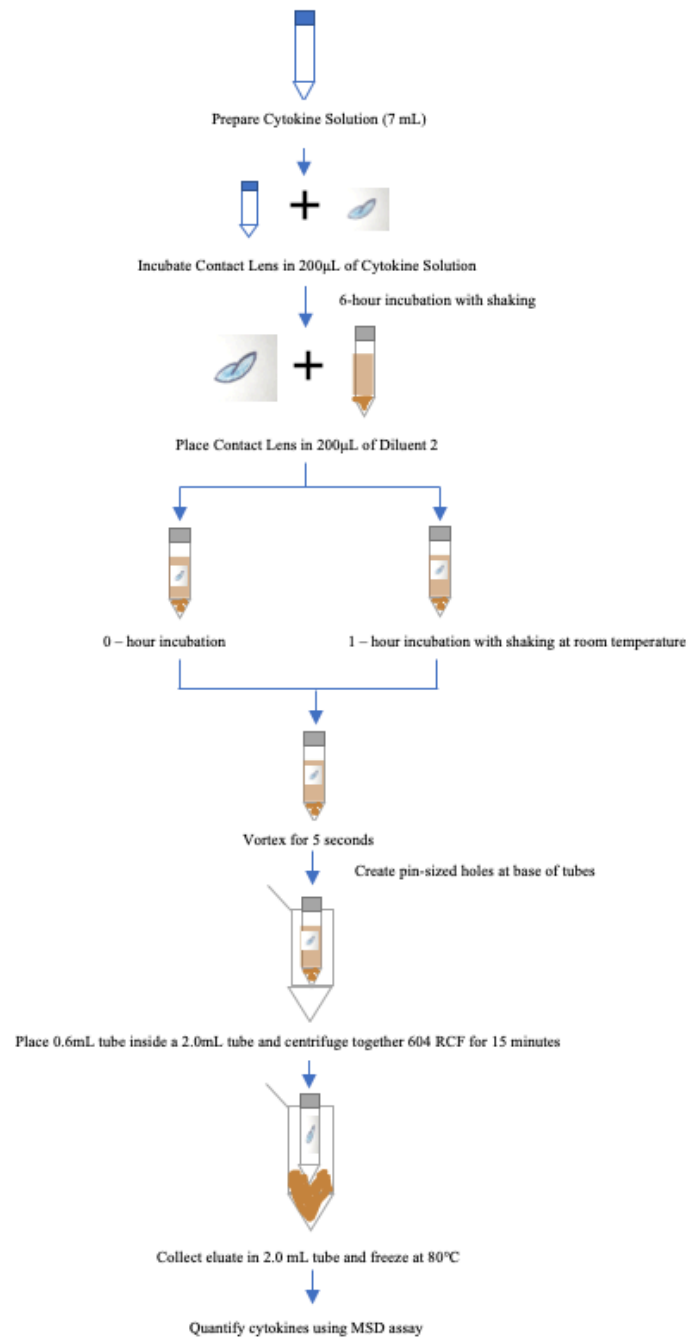 Prepare Cytokine Solution (7 mL)
Incubate Contact Lens in 200µL of Cytokine Solution
6-hour incubation with shaking
Place Contact Lens in 200µL of Diluent 2
0 – hour incubation
1 – hour incubation with shaking at room temperature
Vortex for 5 seconds
Create pin-sized holes at base of tubes
Place 0.6mL tube inside a 2.0mL tube and centrifuge together 604 RCF for 15 minutes
Collect eluate in 2.0 mL tube and freeze at 80°C
Quantify cytokines using MSD assay